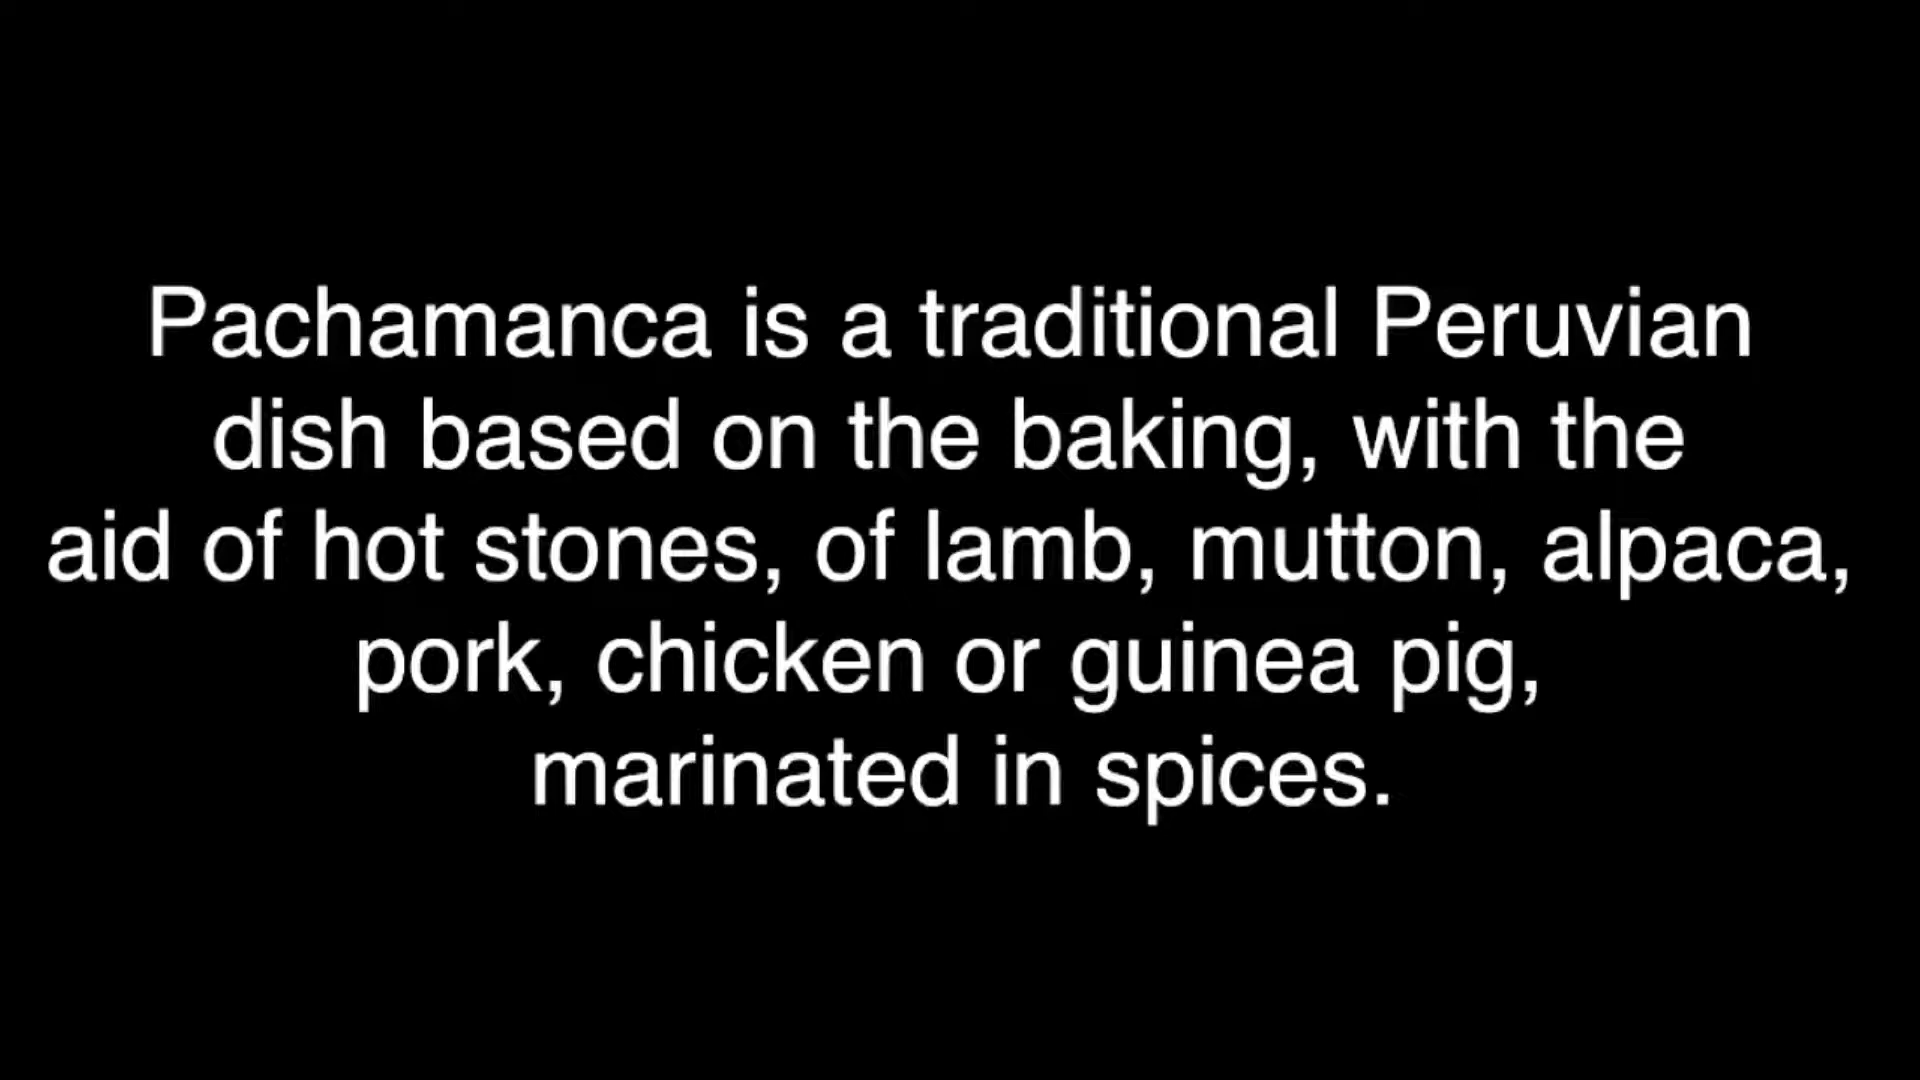 Pachamanca is a traditional Peruvian
dish based on the baking, with the
aid of hot stones, of lamb, mutton, alpaca,
pork, chicken or guinea pig,
marinated in spices.